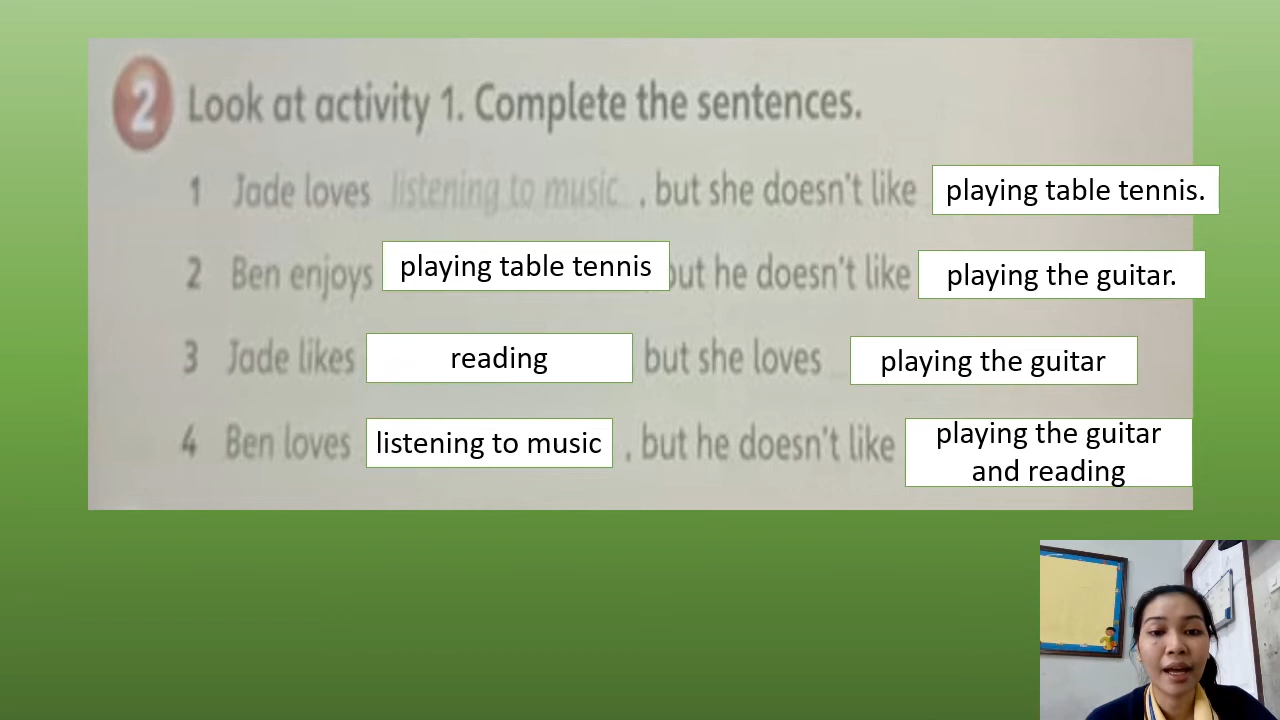 2 Look at activity 1. Complete the sentences.
1 Jade loves listening to music , but she doesn't like playing table tennis.
2 Ben enjoys playing table tennis but he doesn't like playing the guitar.
3 Jade likes reading but she loves playing the guitar
4 Ben loves listening to music , but he doesn't like playing the guitar
and reading